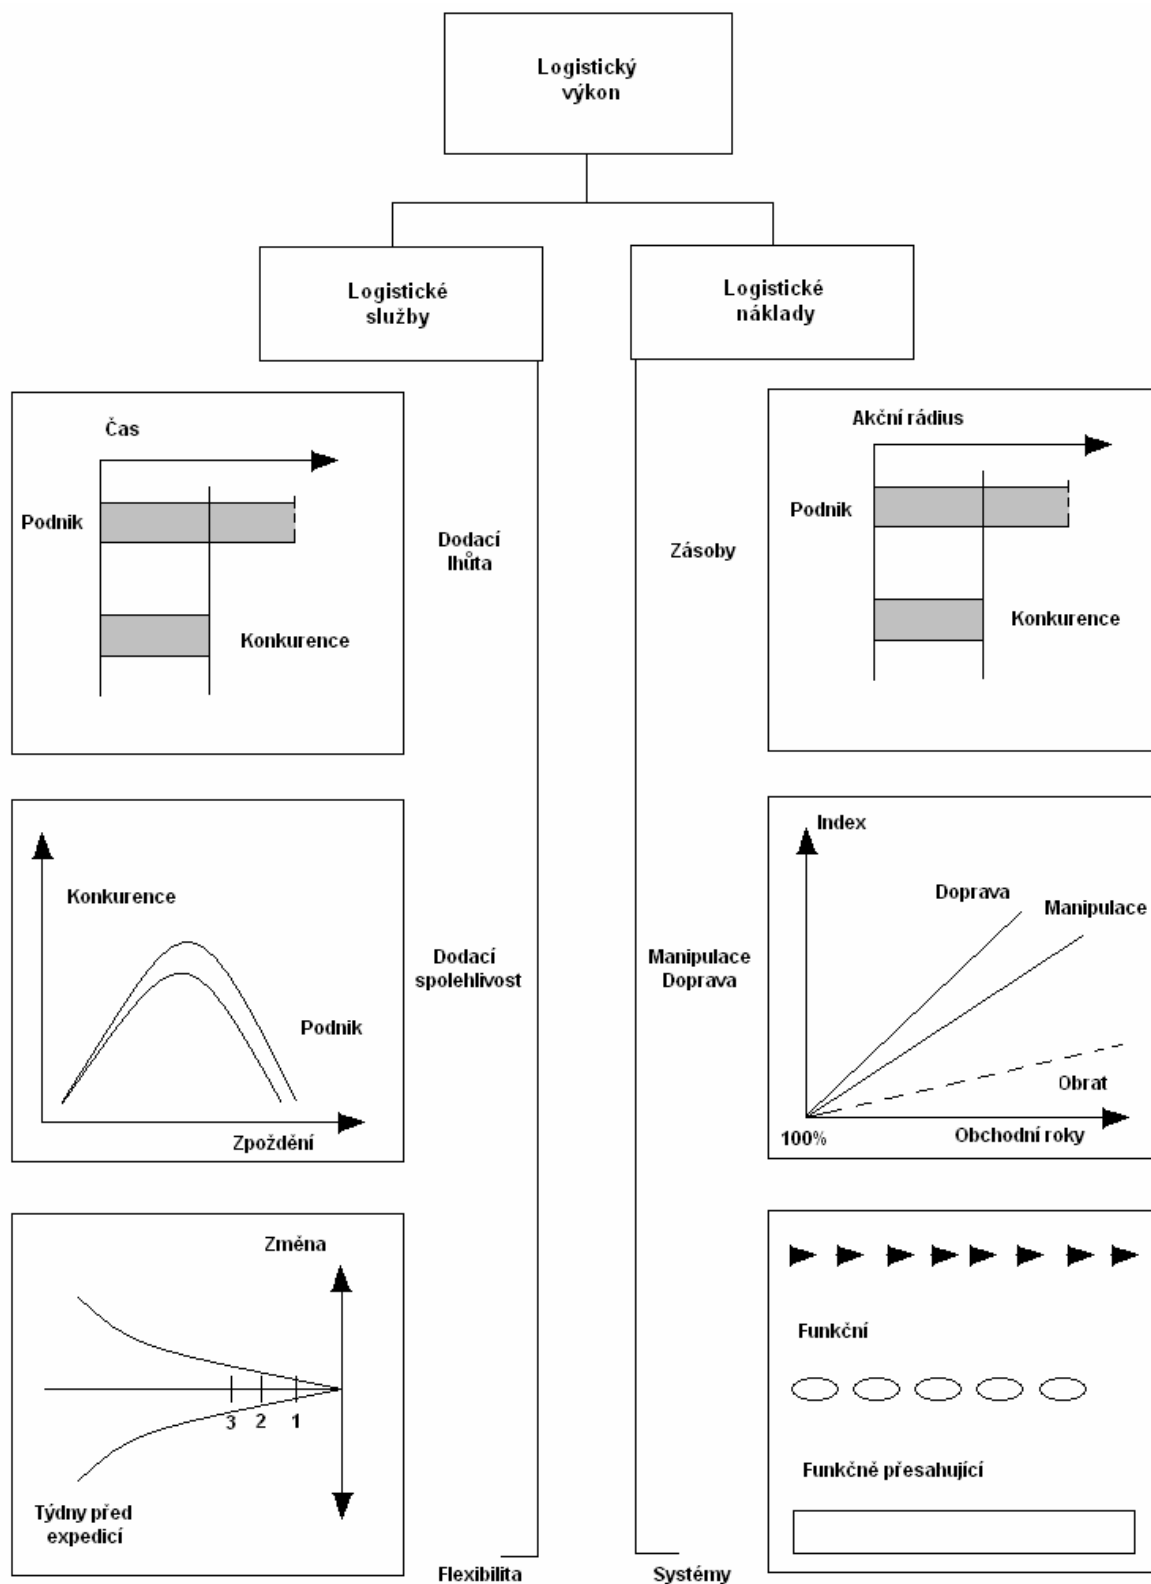 Logistický
výkon
Logistické
služby
Logistické
náklady
Čas
Podnik
Konkurence
Dodací
lhůta
Zásoby
Akční rádius
Podnik
Konkurence
Konkurence
Podnik
Zpoždění
Dodací
spolehlivost
Manipulace
Doprava
Index
Doprava
Manipulace
Obrat
100%
Obchodní roky
Změna
3 2 1
Týdny před
expedicí
Flexibilita
Systémy
Funkční
Funkčně přesahující